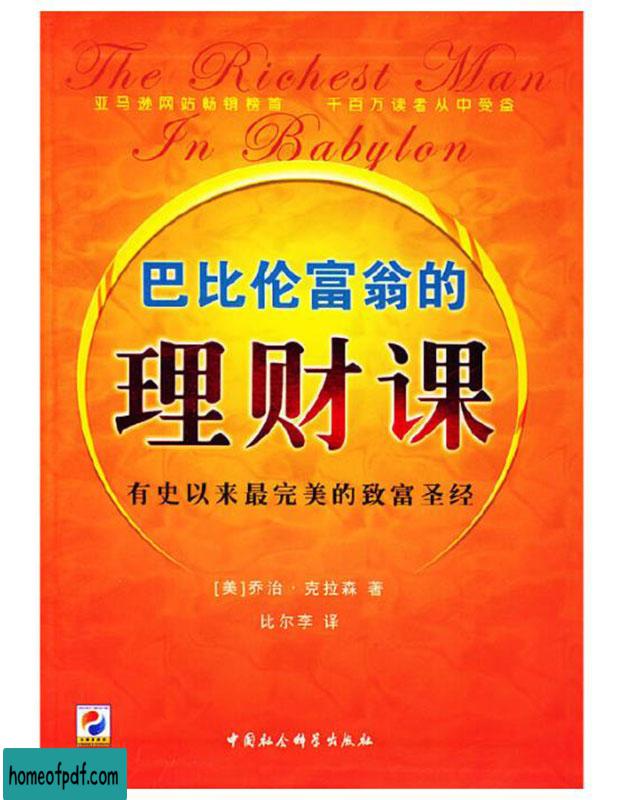 The Richest Man
亚马逊网站畅销榜首 千百万读者从中受益
In Babylon
巴比伦富翁的
理财课
有史以来最完美的致富圣经
[美]乔治·克拉森 著
比尔李 译
中国社会科学出版社
homeofpdf.com